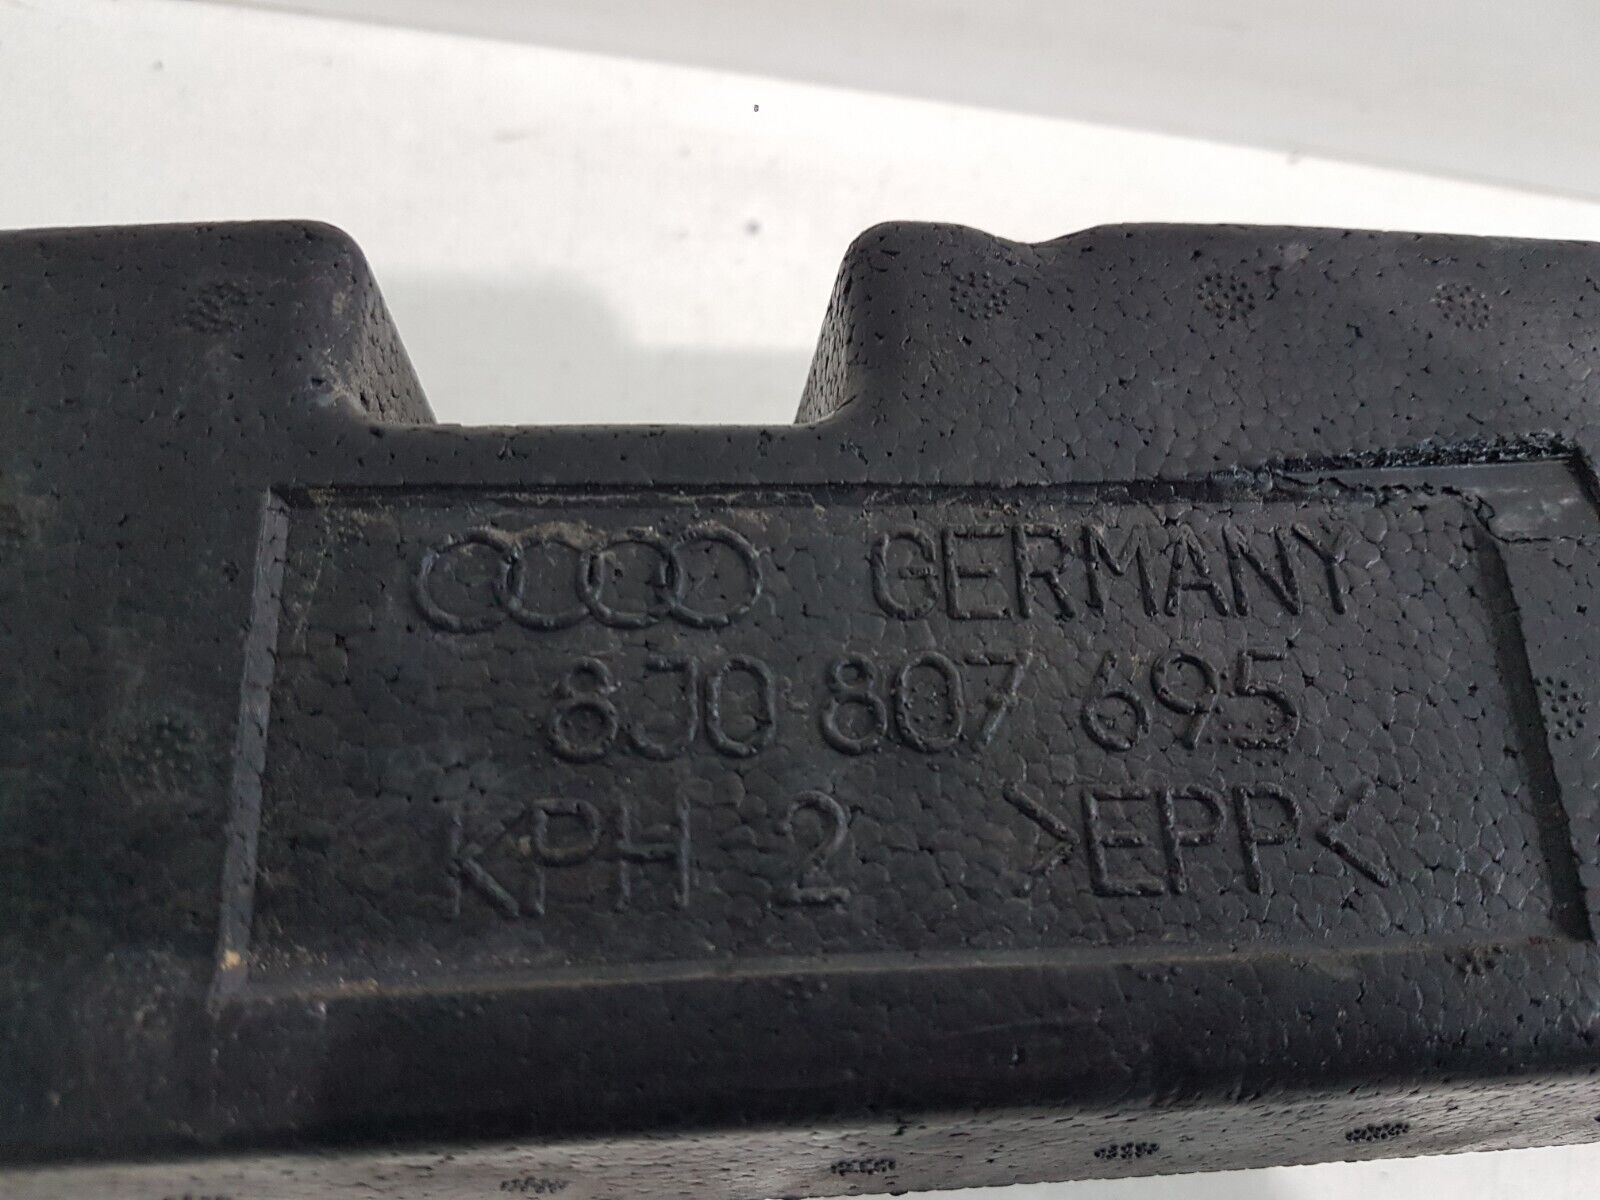 GERMANY
8J0 807 695
KPH 2 >EPP<